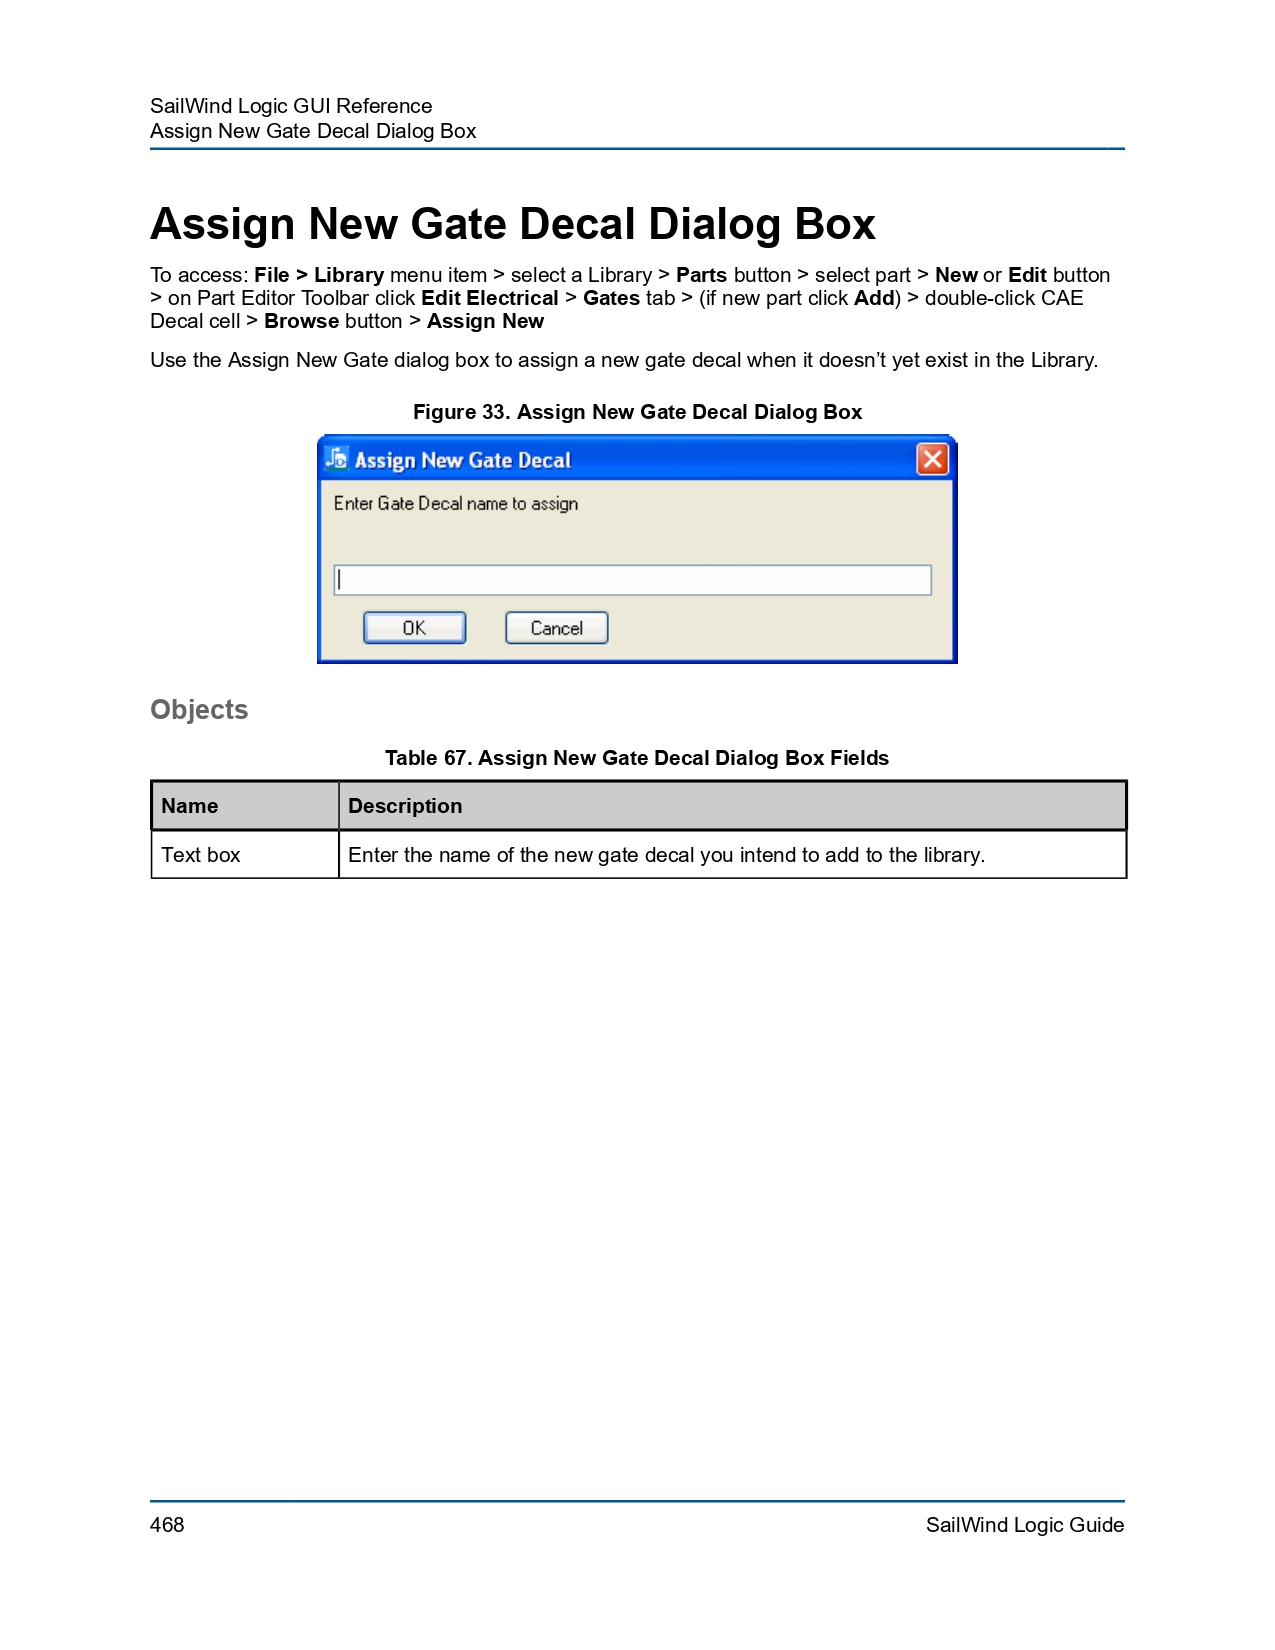 SailWind Logic GUI Reference
Assign New Gate Decal Dialog Box
Assign New Gate Decal Dialog Box
To access: File > Library menu item > select a Library > Parts button > select part > New or Edit button
> on Part Editor Toolbar click Edit Electrical > Gates tab > (if new part click Add) > double-click CAE
Decal cell > Browse button > Assign New
Use the Assign New Gate dialog box to assign a new gate decal when it doesn’t yet exist in the Library.
Figure 33. Assign New Gate Decal Dialog Box
Assign New Gate Decal
Enter Gate Decal name to assign
OK Cancel
Objects
Table 67. Assign New Gate Decal Dialog Box Fields
Name Description
Text box Enter the name of the new gate decal you intend to add to the library.
468 SailWind Logic Guide